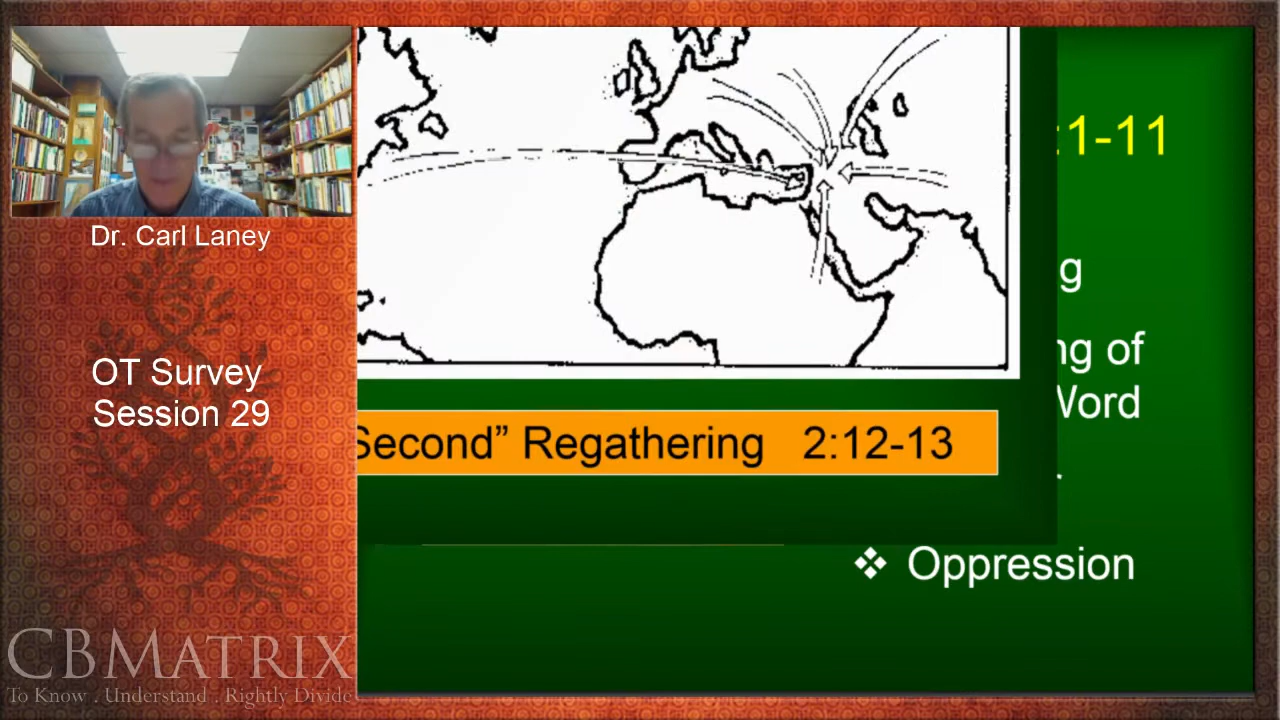 Dr. Carl Laney
OT Survey
Session 29
CBMATRIX
To Know . Understand . Rightly Divide
:1-11
g
ng of
Word
Second” Regathering 2:12-13
❖ Oppression